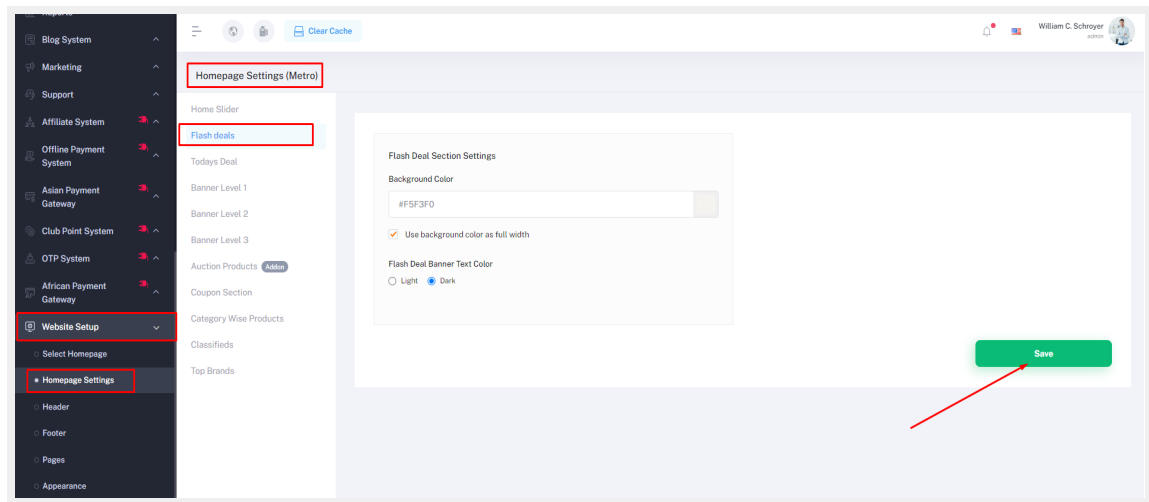 Reports
Blog System
Marketing
Support
Affiliate System
Offline Payment
System
Asian Payment
Gateway
Club Point System
OTP System
African Payment
Gateway
Website Setup
Select Homepage
Homepage Settings
Header
Footer
Pages
Appearance
Clear Cache
William C. Schroyer
admin
Homepage Settings (Metro)
Home Slider
Flash deals
Todays Deal
Banner Level 1
Banner Level 2
Banner Level 3
Auction Products Addon
Coupon Section
Category Wise Products
Classifieds
Top Brands
Flash Deal Section Settings
Background Color
#F5F3F0
Use background color as full width
Flash Deal Banner Text Color
Light Dark
Save